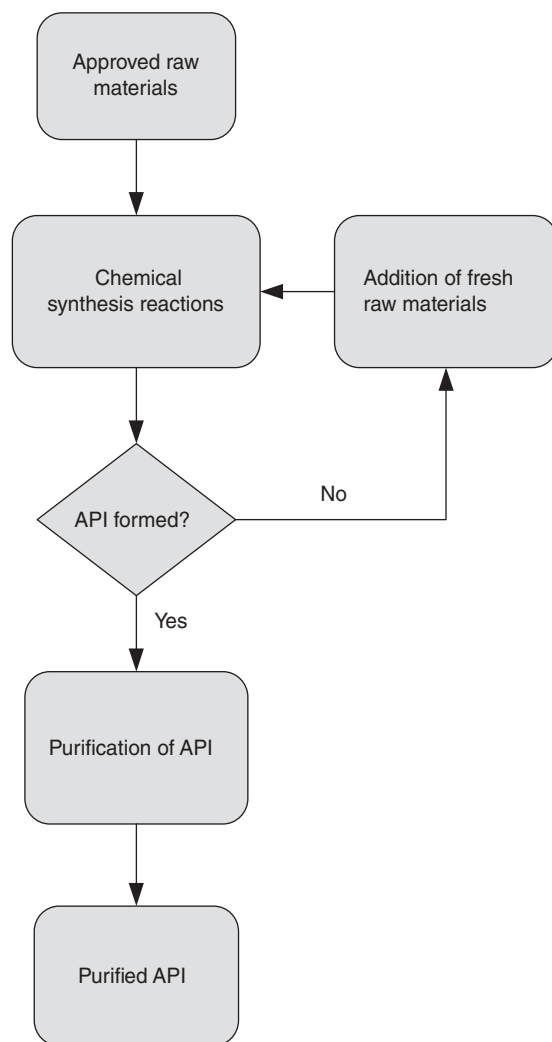 Approved raw
materials
Chemical
synthesis reactions
Addition of fresh
raw materials
API formed?
No
Yes
Purification of API
Purified API